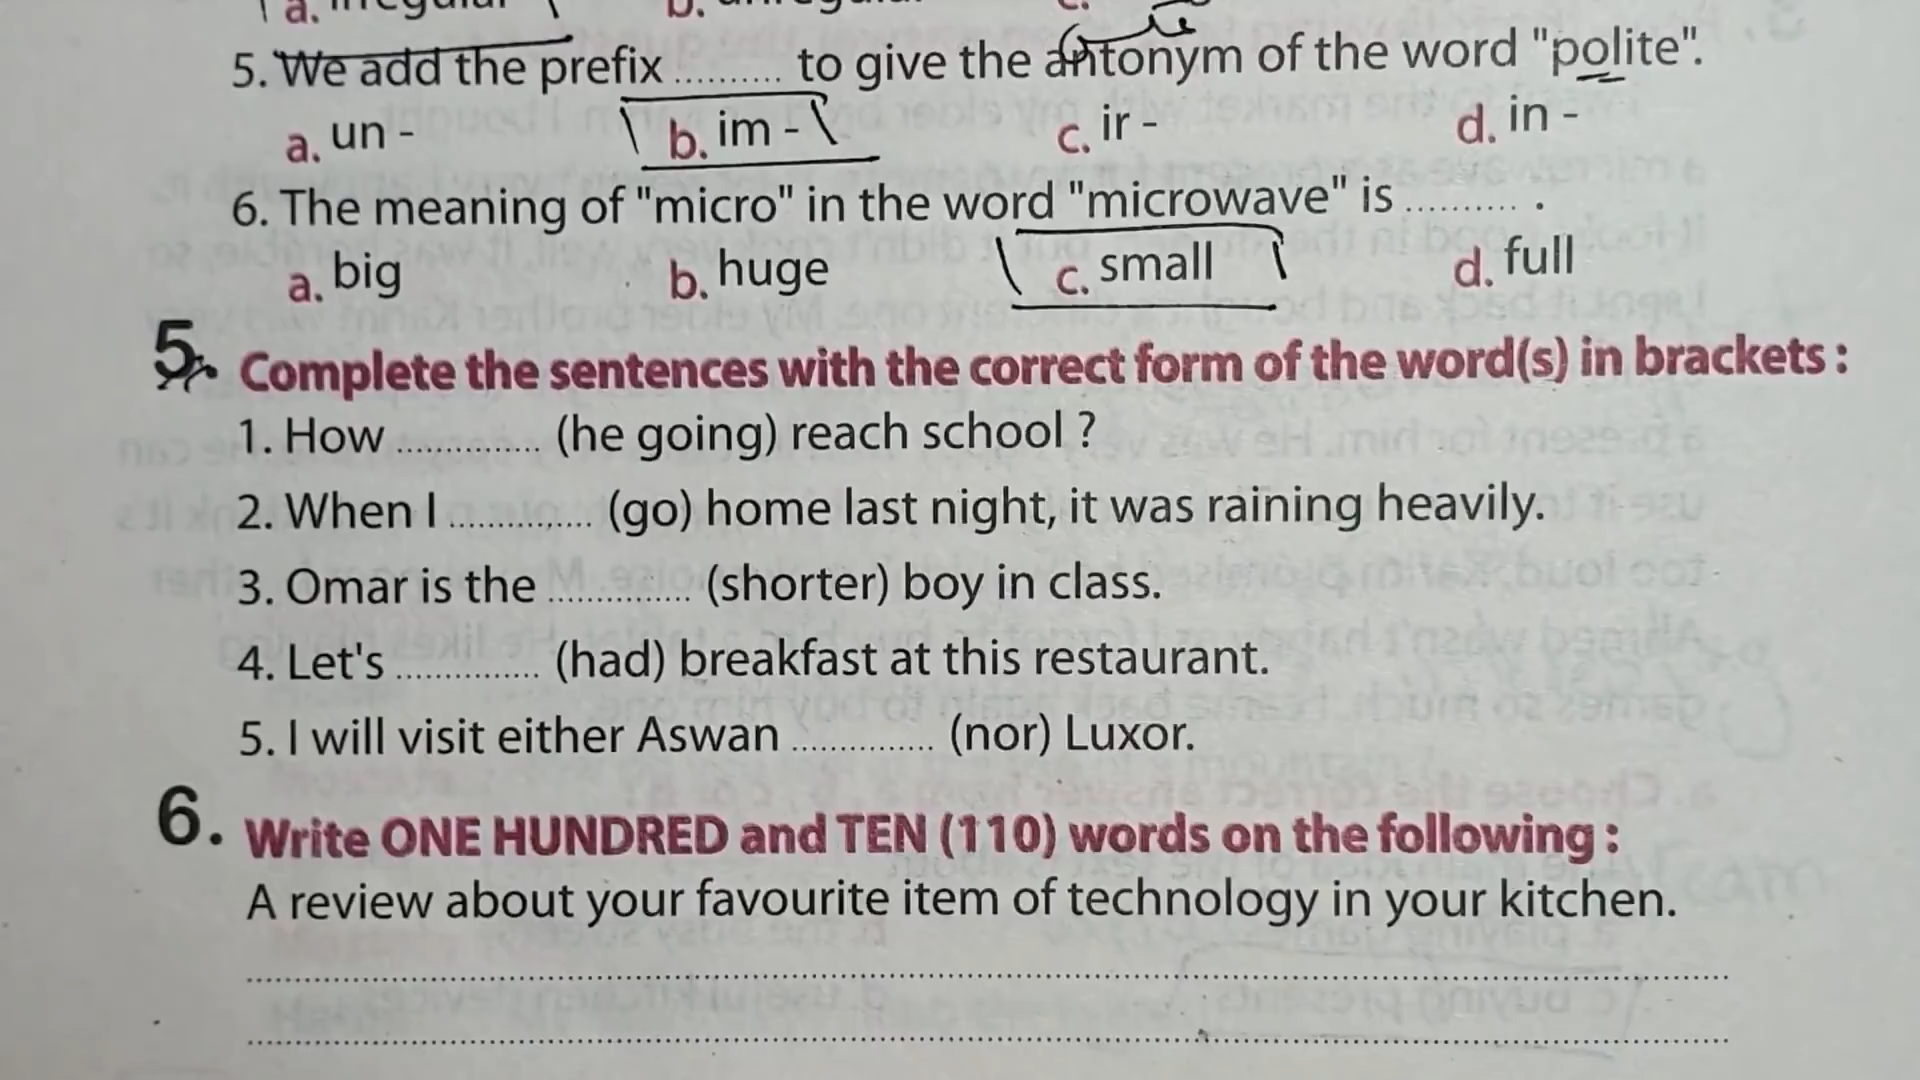 a. irregular
5. We add the prefix .......... to give the antonym of the word "polite".
a. un - b. im - c. ir - d. in -
6. The meaning of "micro" in the word "microwave" is .......... .
a. big b. huge c. small d. full
5. Complete the sentences with the correct form of the word(s) in brackets :
1. How .............. (he going) reach school ?
2. When I .............. (go) home last night, it was raining heavily.
3. Omar is the .............. (shorter) boy in class.
4. Let's .............. (had) breakfast at this restaurant.
5. I will visit either Aswan .............. (nor) Luxor.
6. Write ONE HUNDRED and TEN (110) words on the following :
A review about your favourite item of technology in your kitchen.